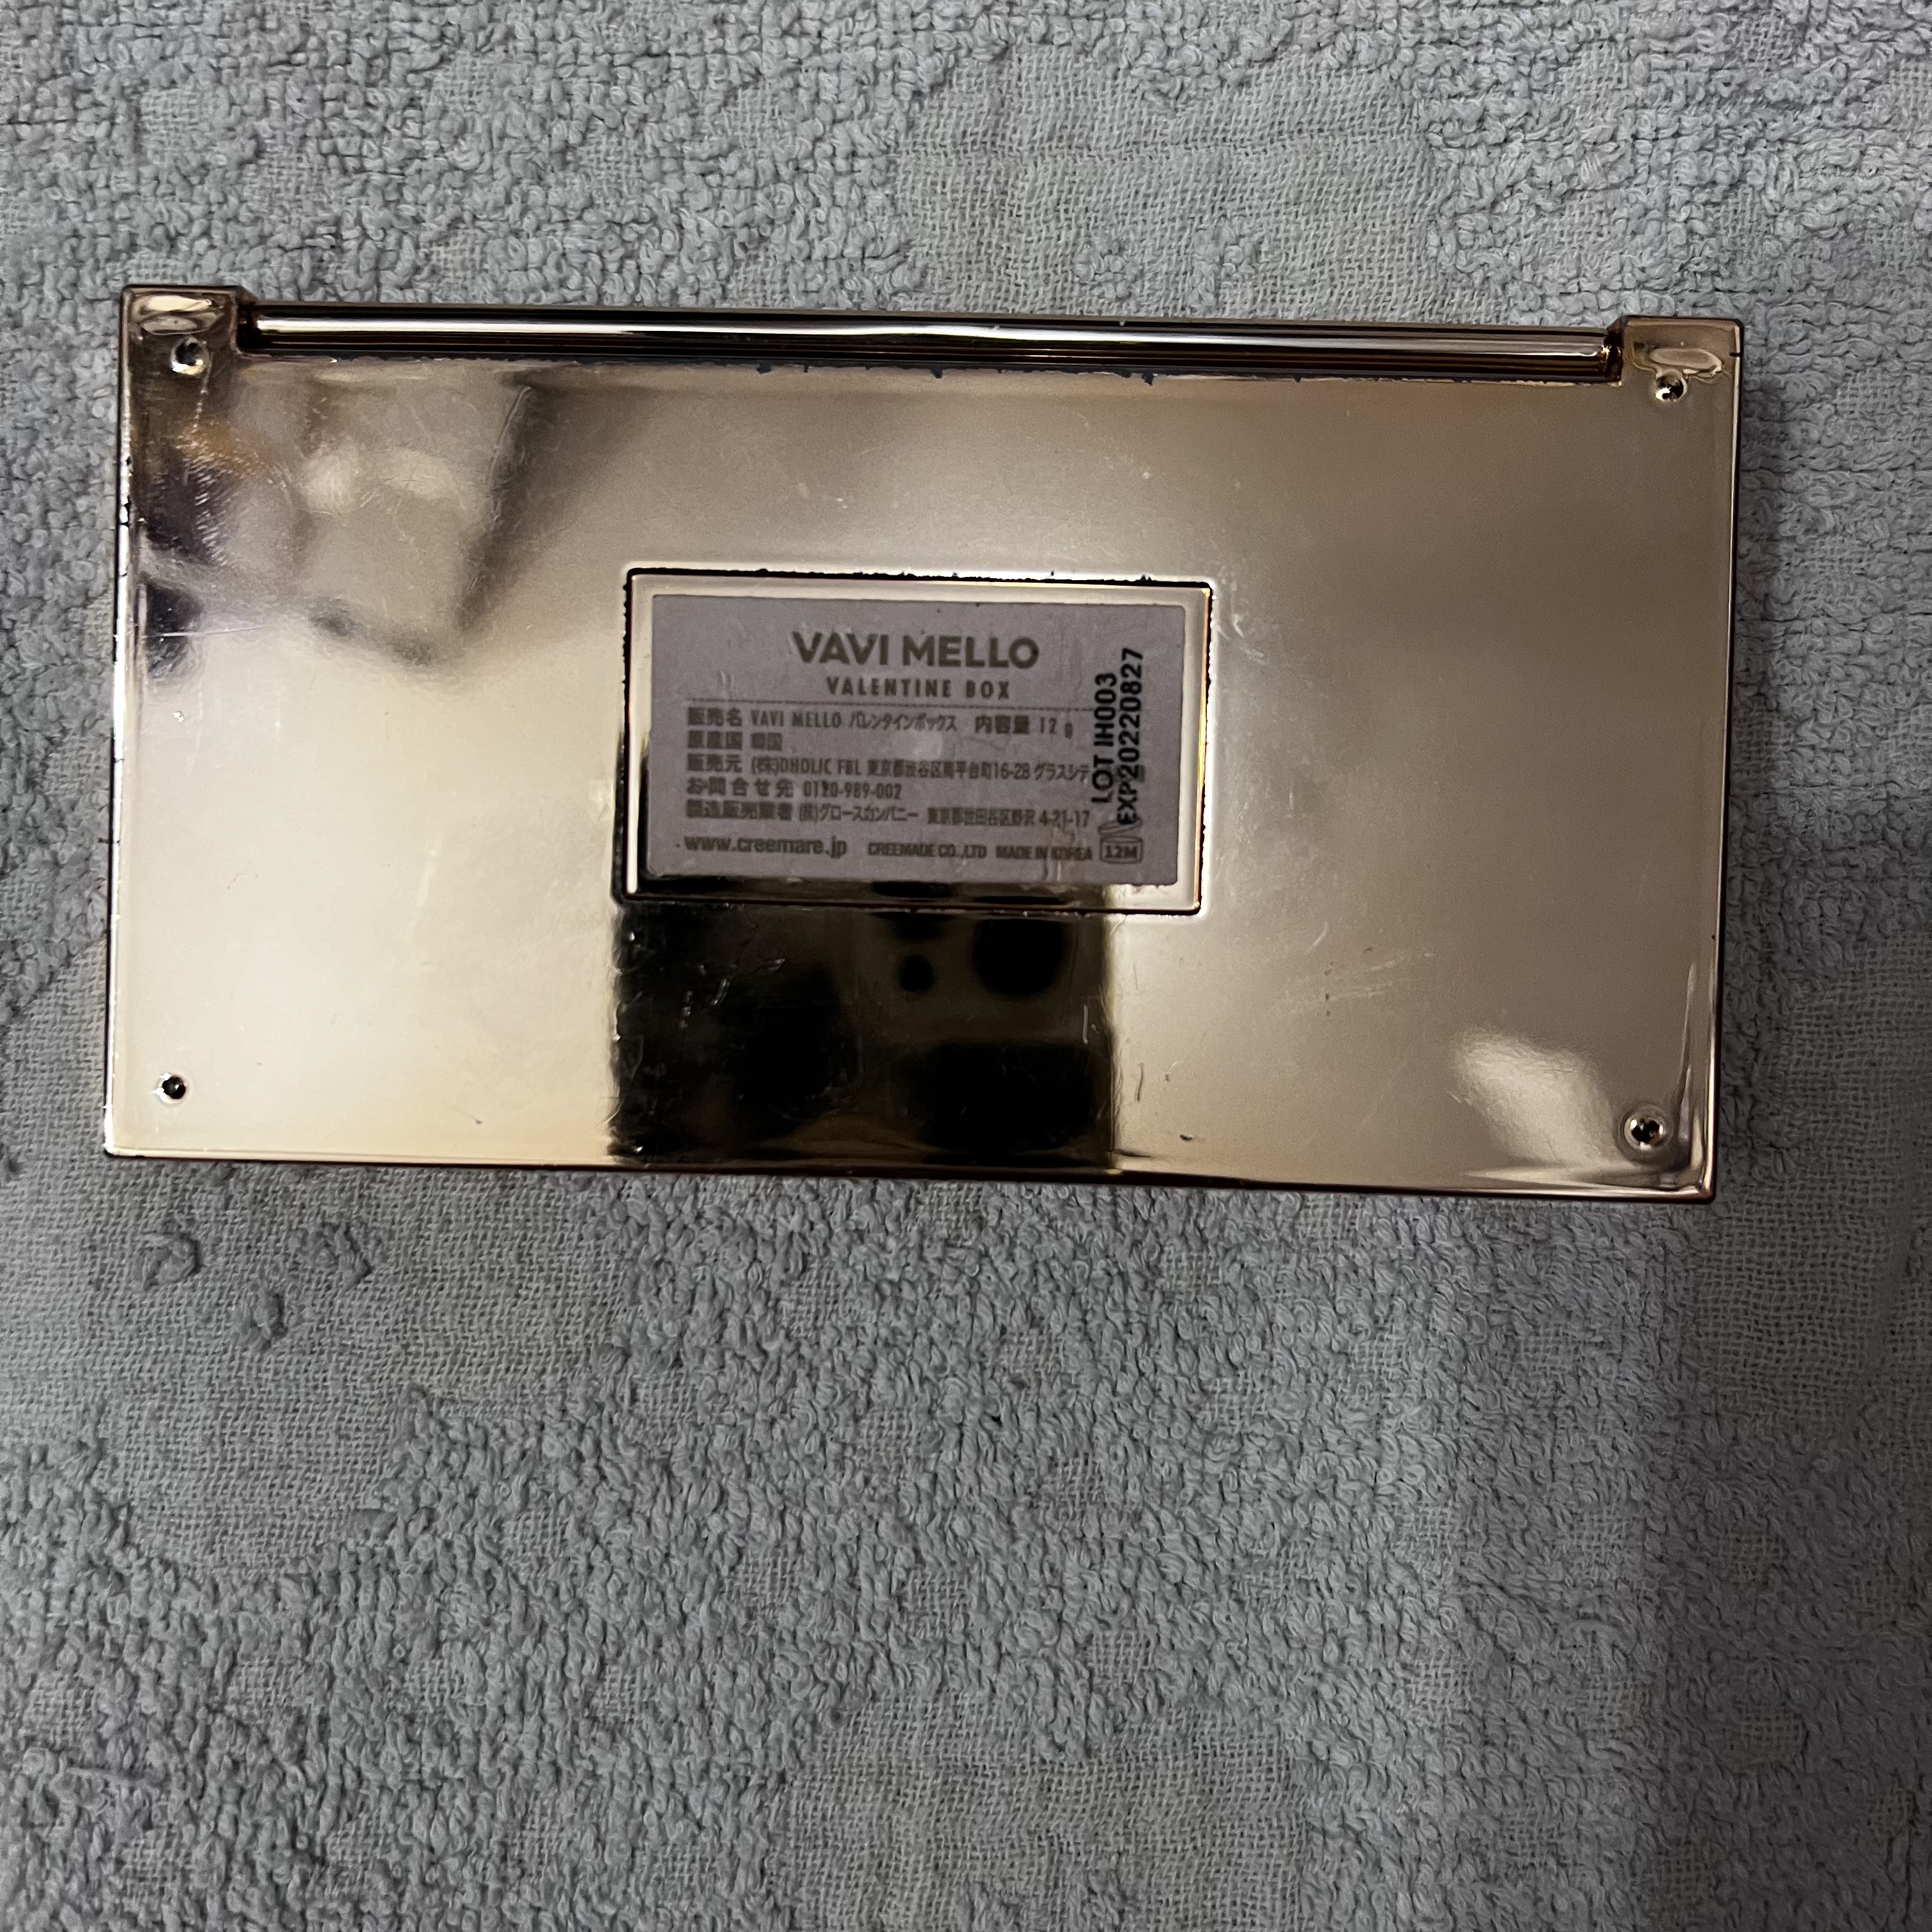 VAVI MELLO
VALENTINE BOX
販売名 VAVI MELLO バレンタインボックス 内容量 12 g
原産国 韓国
販売元 (株)DHOLIC FBL 東京都渋谷区南平台町16-28 グラスシテ
お問合せ先 0120-989-002
製造販売業者 (株)グロースカンパニー 東京都世田谷区野沢 4-21-17
www.creemare.jp CREEMADE CO.,LTD MADE IN KOREA 12M
LOT IH003
EXP20220827